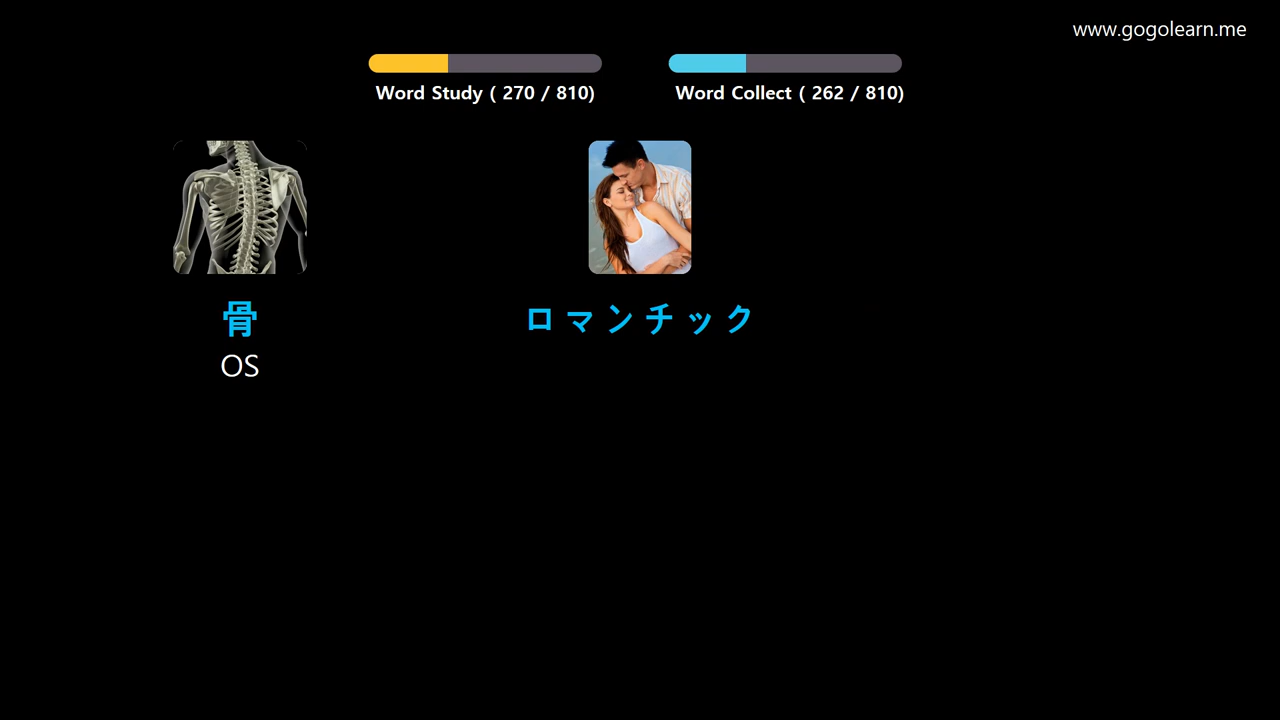 www.gogolearn.me
Word Study ( 270 / 810)
Word Collect ( 262 / 810)
骨
ロマンチック
OS